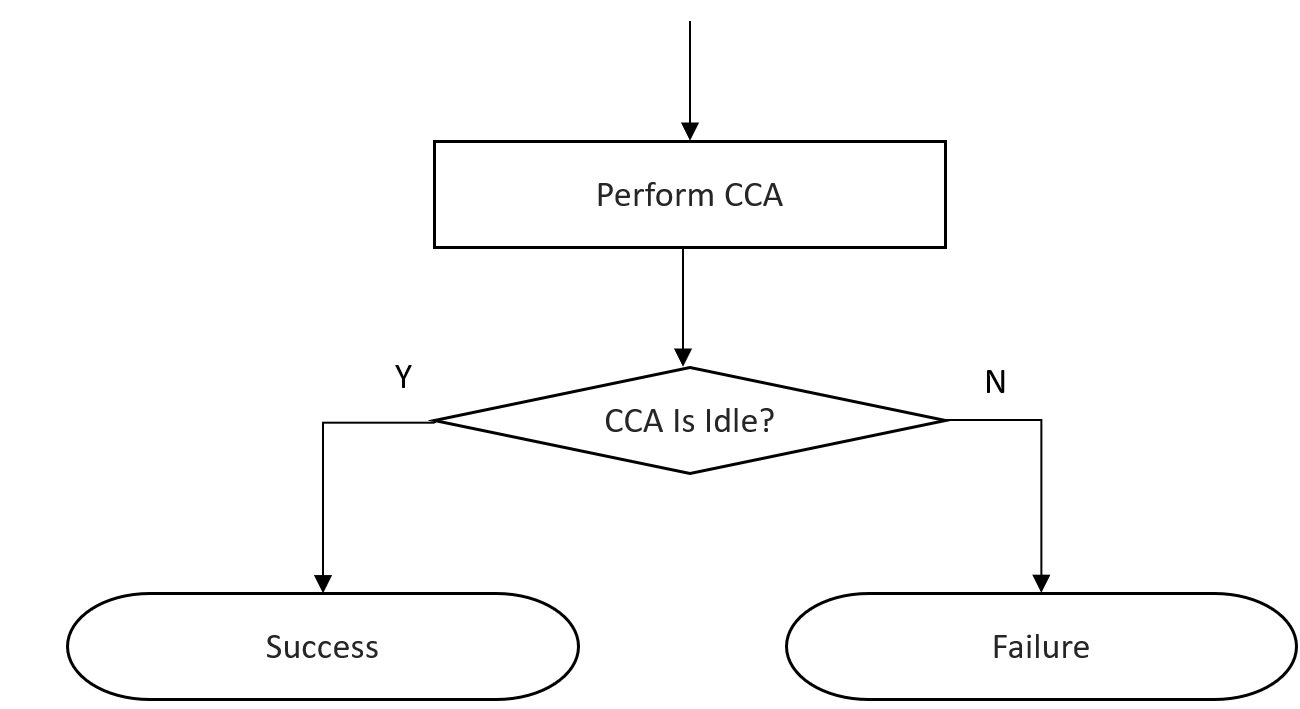 Perform CCA
Y
N
CCA Is Idle?
Success
Failure